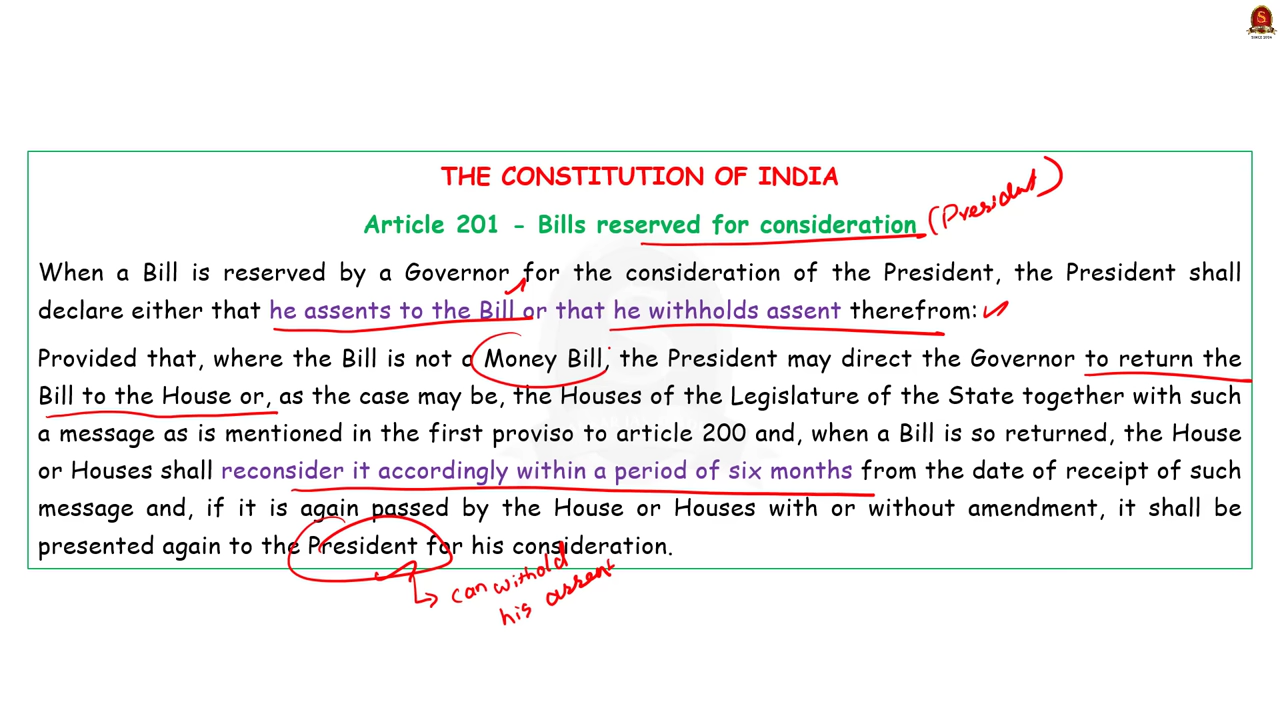 THE CONSTITUTION OF INDIA
Article 201 - Bills reserved for consideration (President)
When a Bill is reserved by a Governor for the consideration of the President, the President shall
declare either that he assents to the Bill or that he withholds assent therefrom:
Provided that, where the Bill is not a Money Bill, the President may direct the Governor to return the
Bill to the House or, as the case may be, the Houses of the Legislature of the State together with such
a message as is mentioned in the first proviso to article 200 and, when a Bill is so returned, the House
or Houses shall reconsider it accordingly within a period of six months from the date of receipt of such
message and, if it is again passed by the House or Houses with or without amendment, it shall be
presented again to the President for his consideration.
can withold
his assent